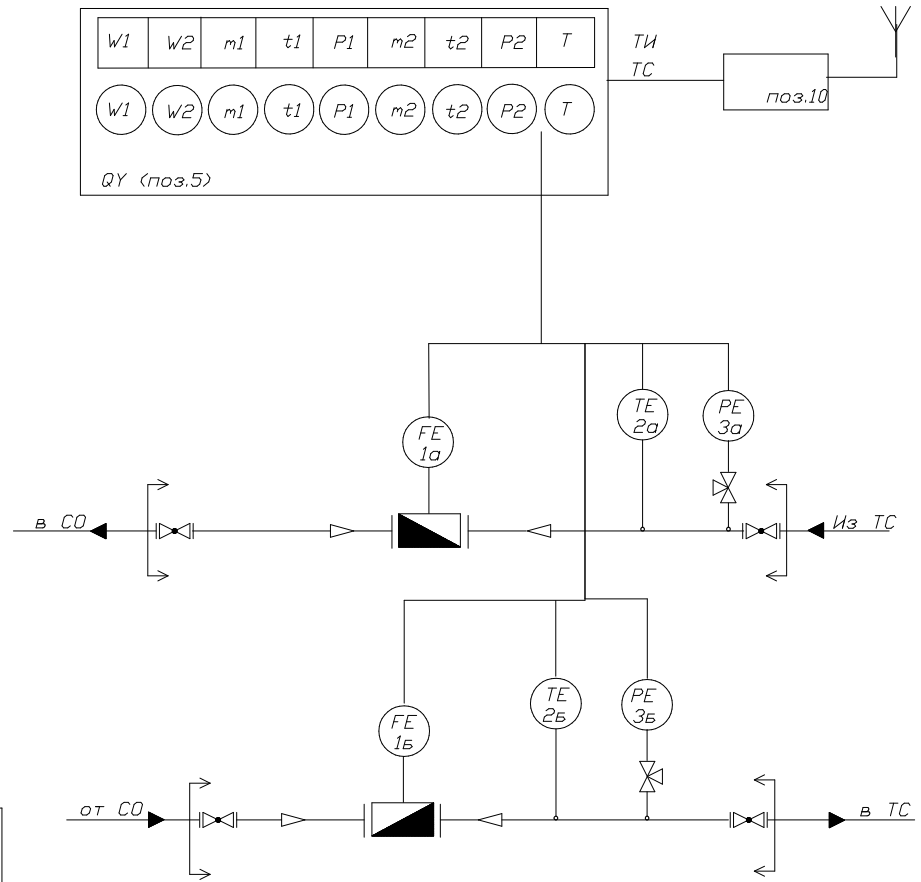 W1 W2 m1 t1 P1 m2 t2 P2 T
ТИ
ТС
W1 W2 m1 t1 P1 m2 t2 P2 T
поз.10
QY (поз.5)
TE
2а
PE
3а
FE
1а
в СО
Из ТС
TE
2Б
PE
3Б
FE
1Б
от СО
в ТС